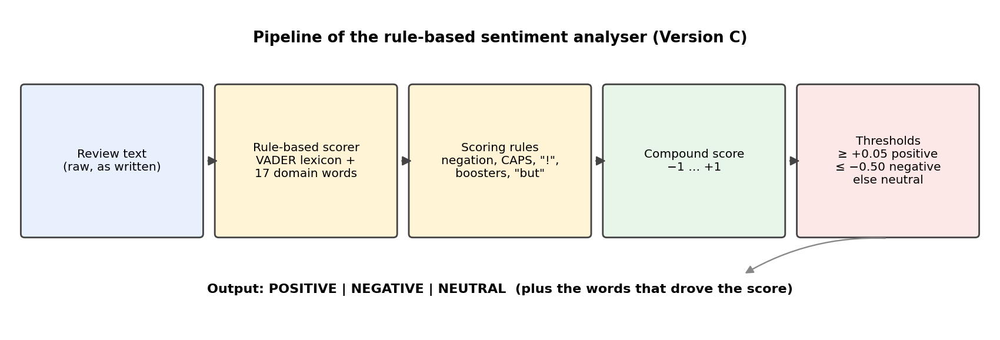 Pipeline of the rule-based sentiment analyser (Version C)
Review text
(raw, as written)
Rule-based scorer
VADER lexicon +
17 domain words
Scoring rules
negation, CAPS, "!",
boosters, "but"
Compound score
−1 … +1
Thresholds
≥ +0.05 positive
≤ −0.50 negative
else neutral
Output: POSITIVE | NEGATIVE | NEUTRAL  (plus the words that drove the score)